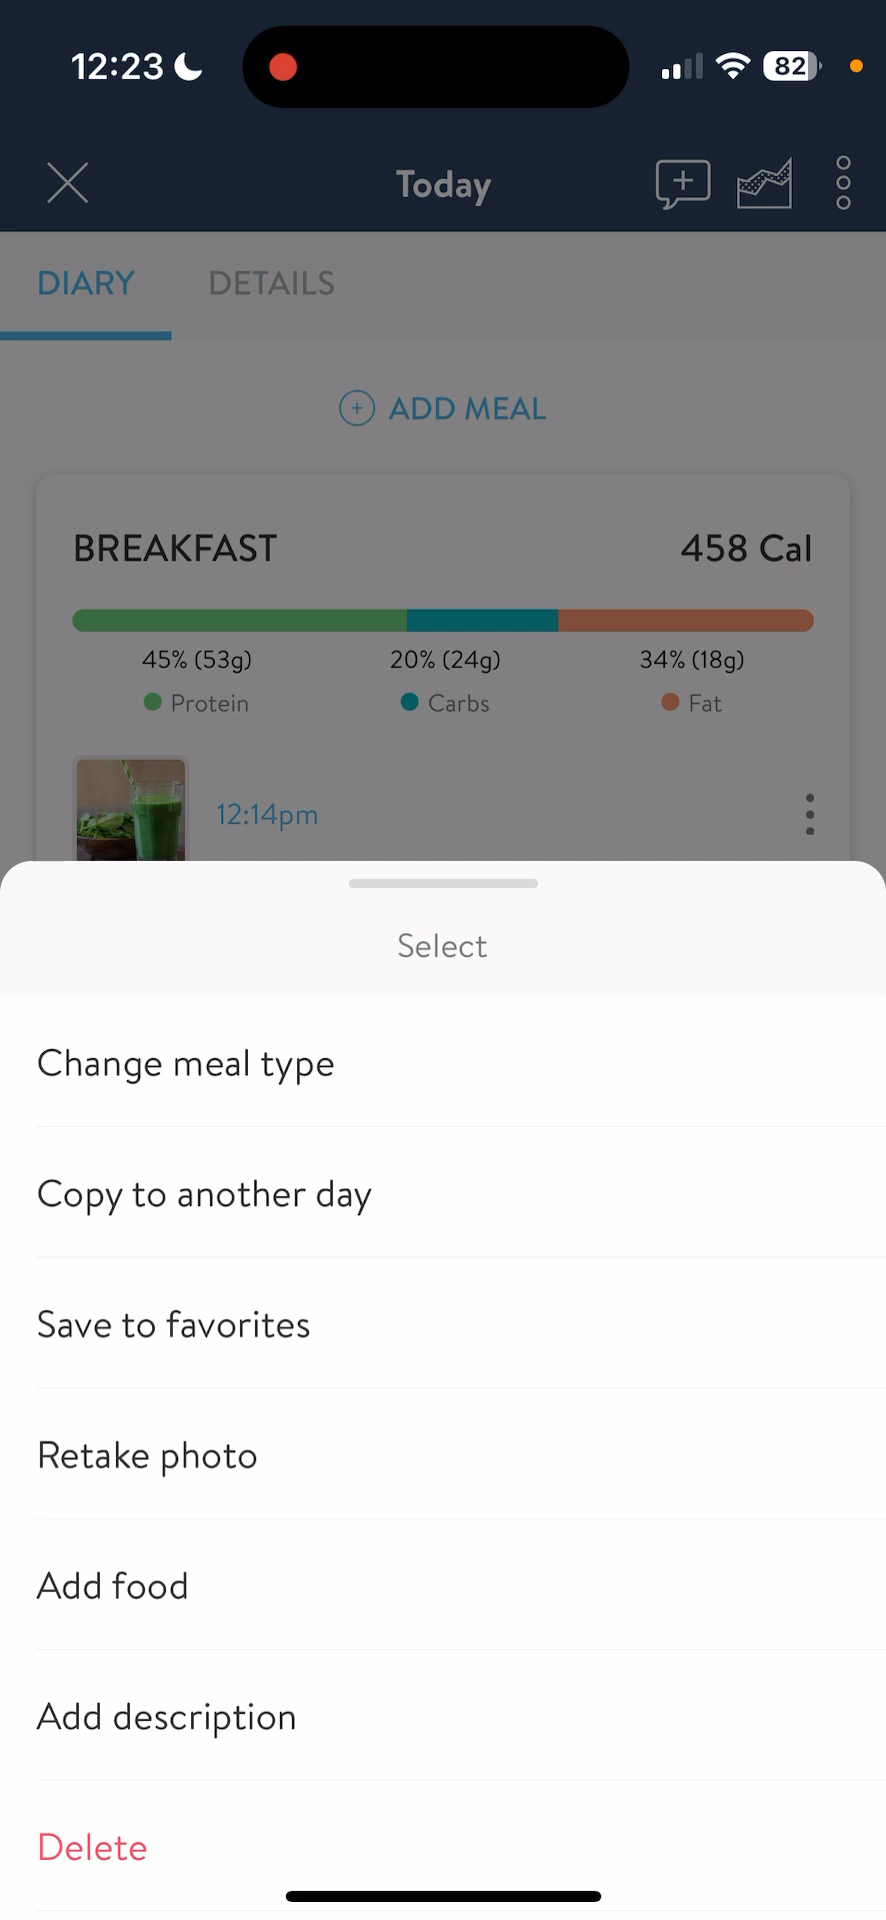 12:23
82
Today
DIARY DETAILS
ADD MEAL
BREAKFAST 458 Cal
45% (53g) 20% (24g) 34% (18g)
Protein Carbs Fat
12:14pm
Select
Change meal type
Copy to another day
Save to favorites
Retake photo
Add food
Add description
Delete